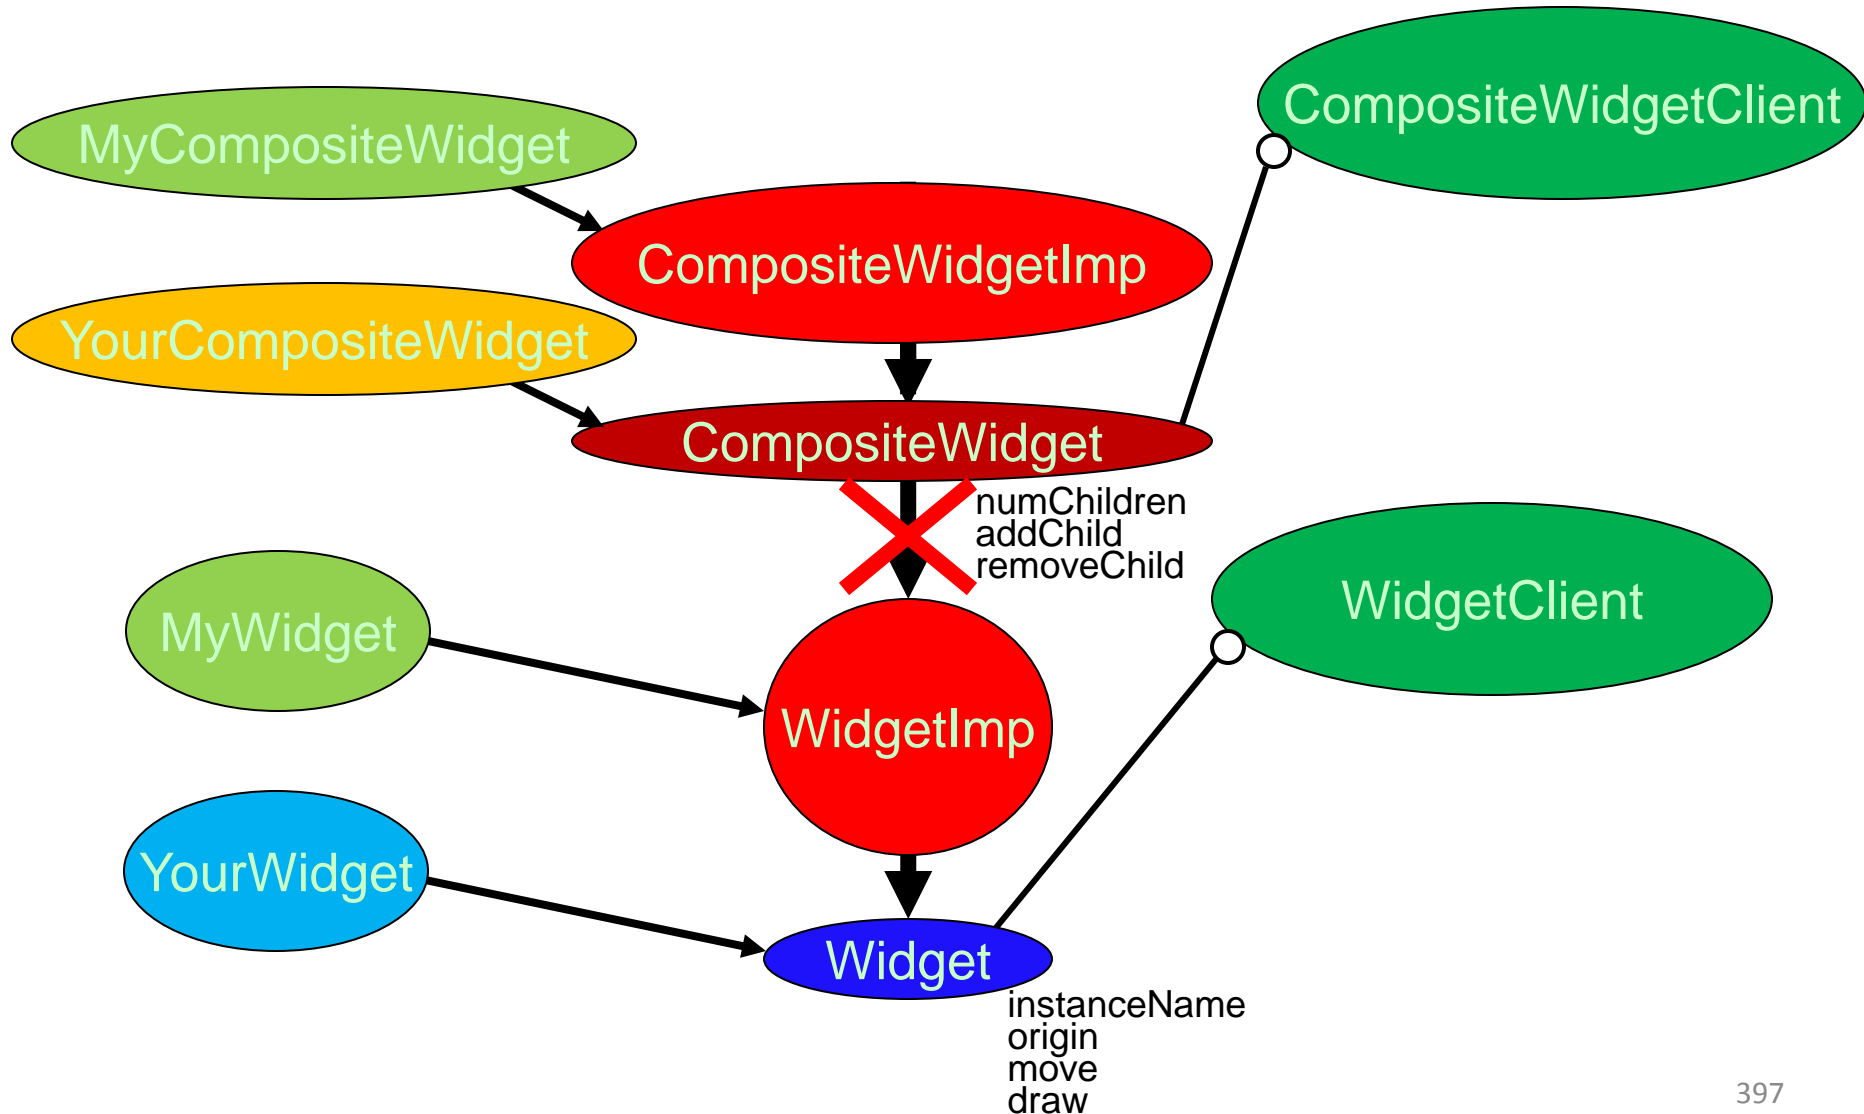 CompositeWidgetClient
MyCompositeWidget
CompositeWidgetImp
YourCompositeWidget
CompositeWidget
numChildren
addChild
removeChild
WidgetClient
MyWidget
WidgetImp
YourWidget
Widget
instanceName
origin
move
draw
397